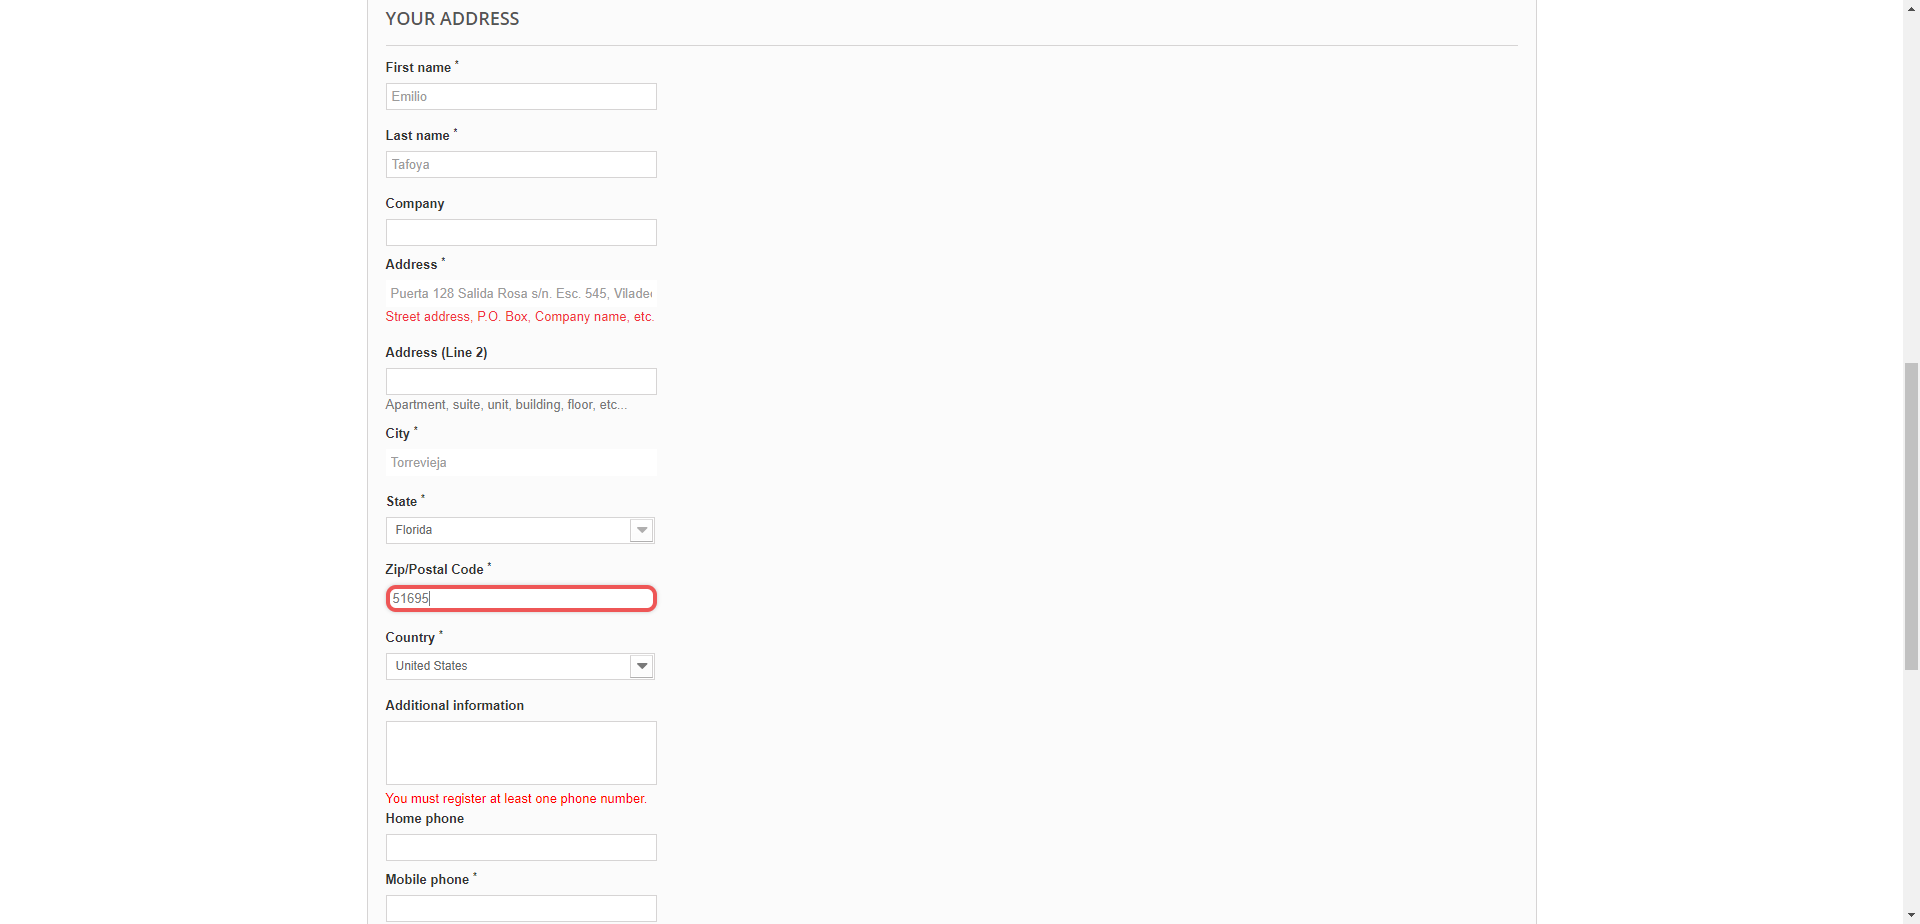 YOUR ADDRESS
First name *
Emilio
Last name *
Tafoya
Company
Address *
Puerta 128 Salida Rosa s/n. Esc. 545, Vilade
Street address, P.O. Box, Company name, etc.
Address (Line 2)
Apartment, suite, unit, building, floor, etc...
City *
Torrevieja
State *
Florida
Zip/Postal Code *
51695
Country *
United States
Additional information
You must register at least one phone number.
Home phone
Mobile phone *